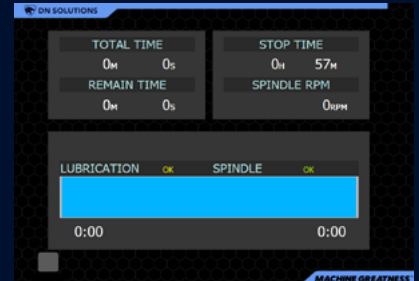 DN SOLUTIONS
TOTAL TIME STOP TIME
0M 0S 0H 57M
REMAIN TIME SPINDLE RPM
0M 0S 0RPM
LUBRICATION OK SPINDLE OK
0:00 0:00
MACHINE GREATNESS™